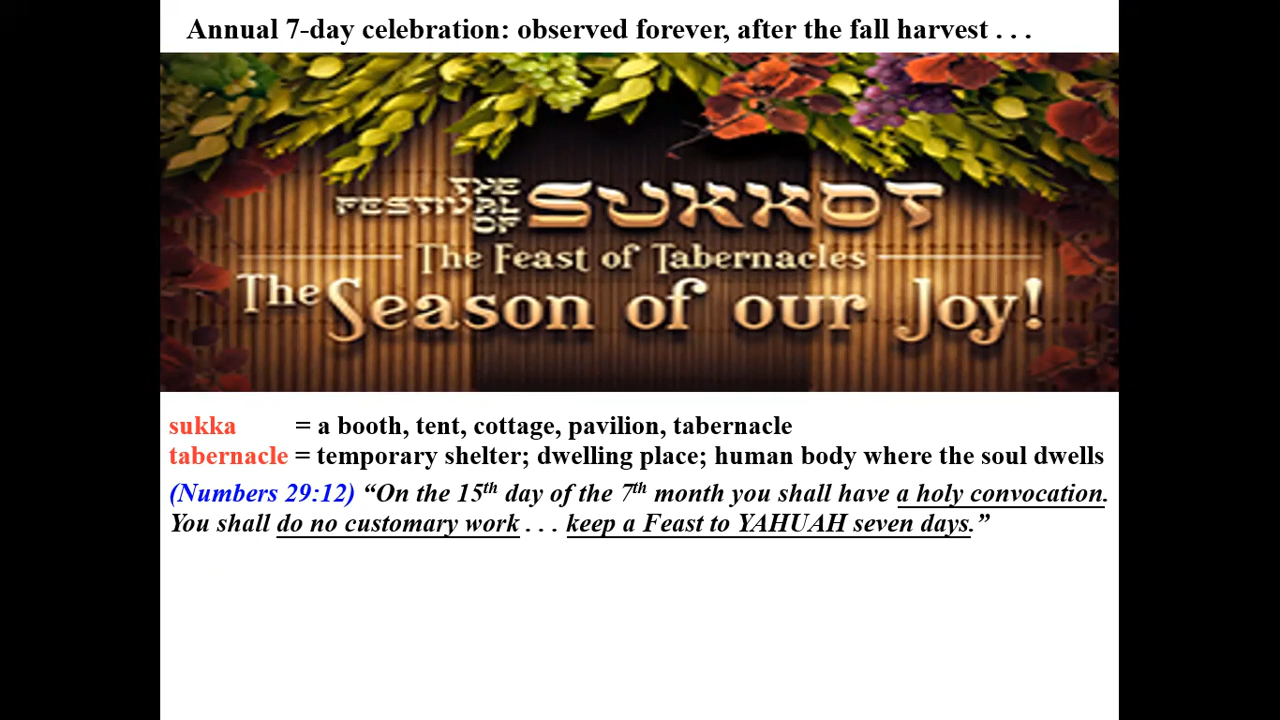 Annual 7-day celebration: observed forever, after the fall harvest . . .
THE FESTIVAL OF SUKKOT
The Feast of Tabernacles
The Season of our Joy!
sukka = a booth, tent, cottage, pavilion, tabernacle
tabernacle = temporary shelter; dwelling place; human body where the soul dwells
(Numbers 29:12) “On the 15th day of the 7th month you shall have a holy convocation.
You shall do no customary work . . . keep a Feast to YAHUAH seven days.”